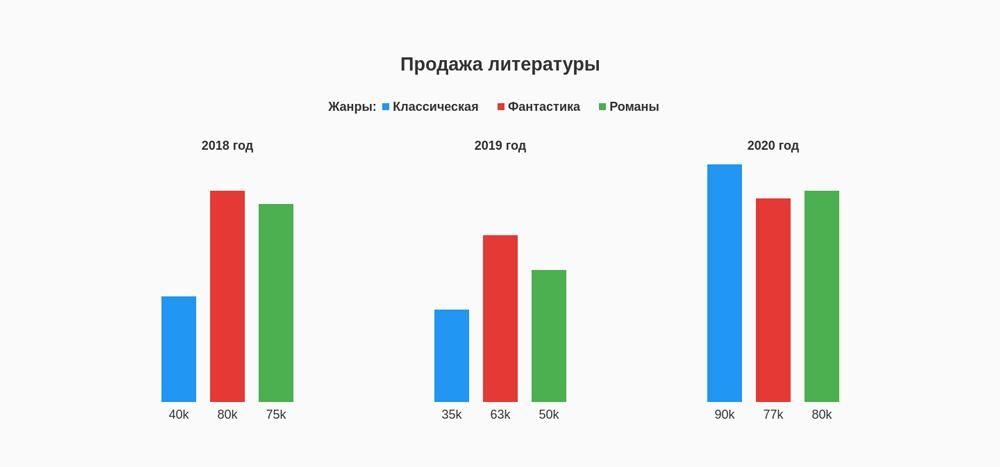 Продажа литературы
Жанры: Классическая Фантастика Романы
2018 год 2019 год 2020 год
40k 80k 75k 35k 63k 50k 90k 77k 80k